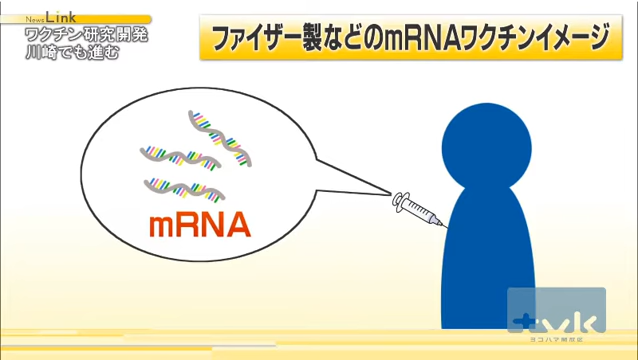 News Link
ワクチン研究開発
川崎でも進む
ファイザー製などのmRNAワクチンイメージ
mRNA
tvk